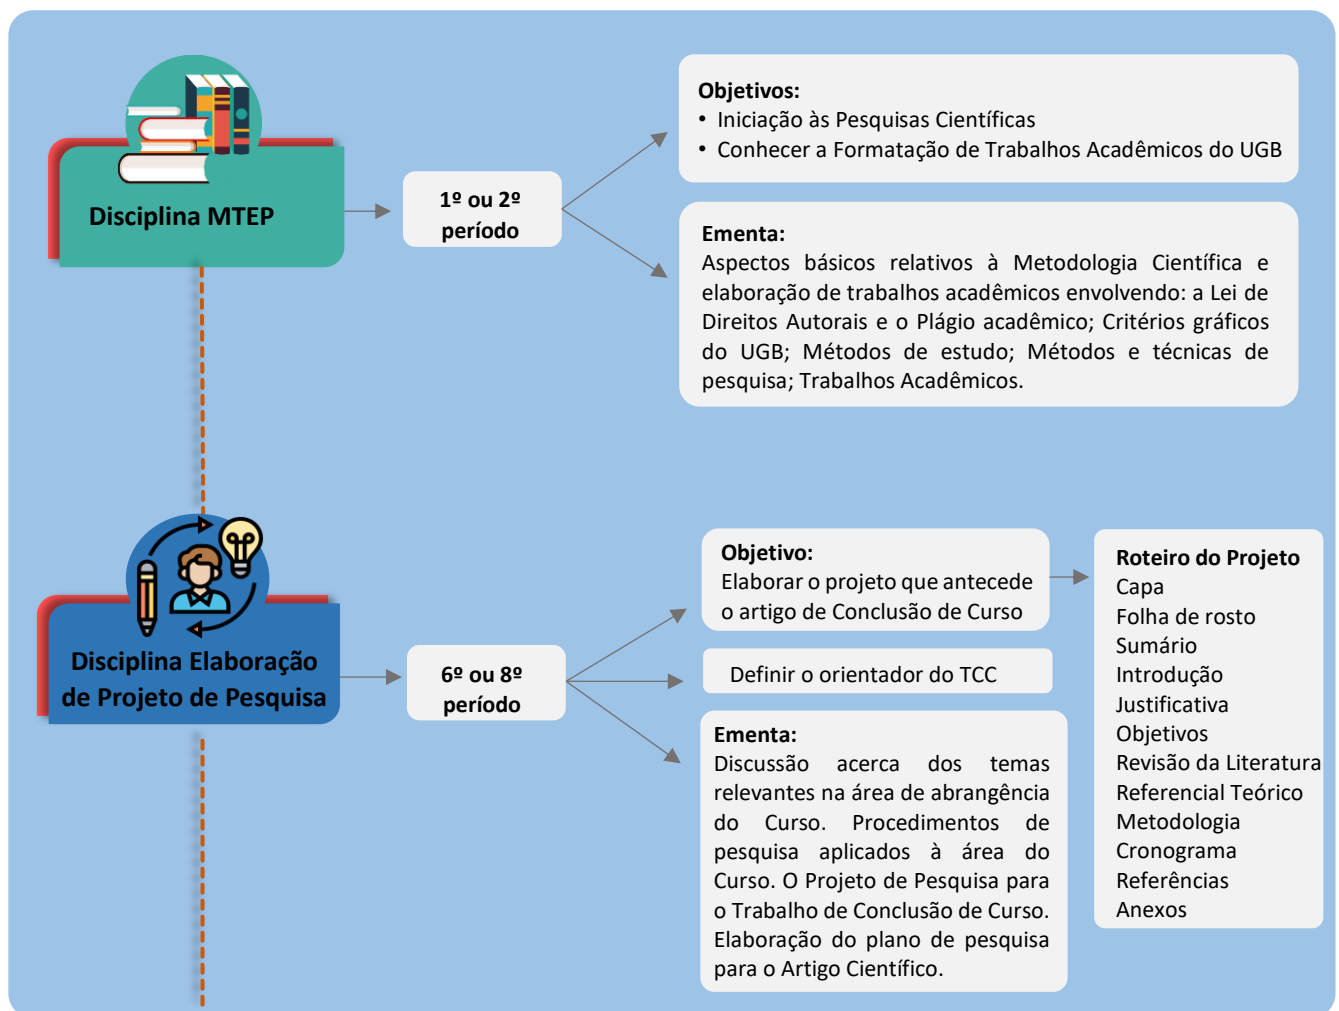 Disciplina MTEP
1º ou 2º
período
Objetivos:
• Iniciação às Pesquisas Científicas
• Conhecer a Formatação de Trabalhos Acadêmicos do UGB
Ementa:
Aspectos básicos relativos à Metodologia Científica e
elaboração de trabalhos acadêmicos envolvendo: a Lei de
Direitos Autorais e o Plágio acadêmico; Critérios gráficos
do UGB; Métodos de estudo; Métodos e técnicas de
pesquisa; Trabalhos Acadêmicos.
Disciplina Elaboração
de Projeto de Pesquisa
6º ou 8º
período
Objetivo:
Elaborar o projeto que antecede
o artigo de Conclusão de Curso
Definir o orientador do TCC
Ementa:
Discussão acerca dos temas
relevantes na área de abrangência
do Curso. Procedimentos de
pesquisa aplicados à área do
Curso. O Projeto de Pesquisa para
o Trabalho de Conclusão de Curso.
Elaboração do plano de pesquisa
para o Artigo Científico.
Roteiro do Projeto
Capa
Folha de rosto
Sumário
Introdução
Justificativa
Objetivos
Revisão da Literatura
Referencial Teórico
Metodologia
Cronograma
Referências
Anexos